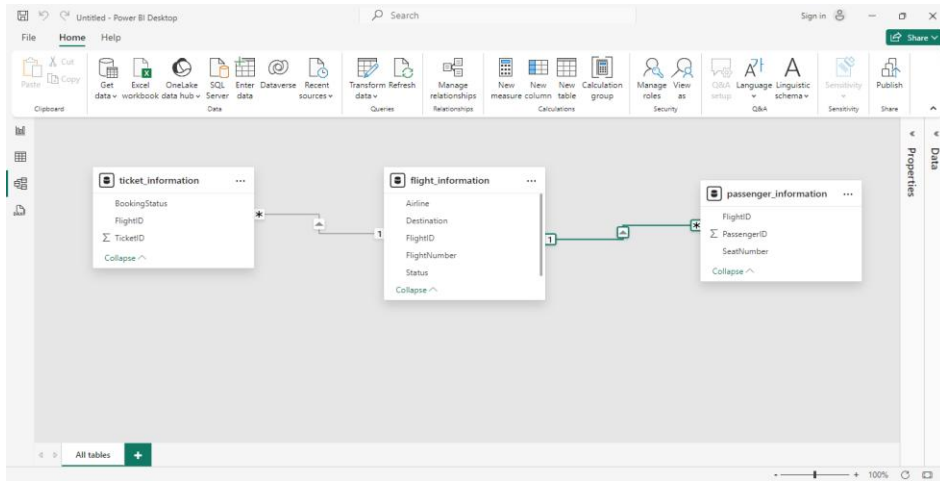 Untitled - Power BI Desktop
Search
Sign in
File Home Help
Share
Paste
Cut
Copy
Clipboard
Get data
Excel workbook
OneLake data hub
SQL Server
Enter data
Dataverse
Recent sources
Data
Transform data
Refresh
Queries
Manage relationships
Relationships
New measure
New column
New table
Calculation group
Calculations
Manage roles
View as
Security
Q&A setup
Language
Linguistic schema
Q&A
Sensitivity
Sensitivity
Publish
Share
ticket_information ...
BookingStatus
FlightID
Σ TicketID
Collapse
*
1
flight_information ...
Airline
Destination
FlightID
FlightNumber
Status
Collapse
1
*
passenger_information ...
FlightID
Σ PassengerID
SeatNumber
Collapse
Properties
Data
All tables +
- + 100%